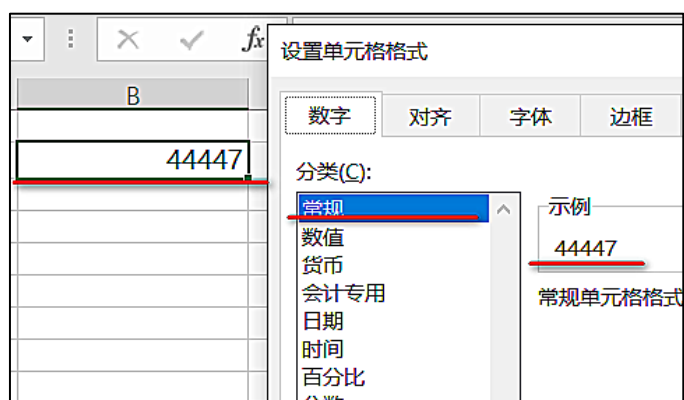 fx
设置单元格格式
B
数字 对齐 字体 边框
44447
分类(C):
常规
数值
货币
会计专用
日期
时间
百分比
示例
44447
常规单元格格式